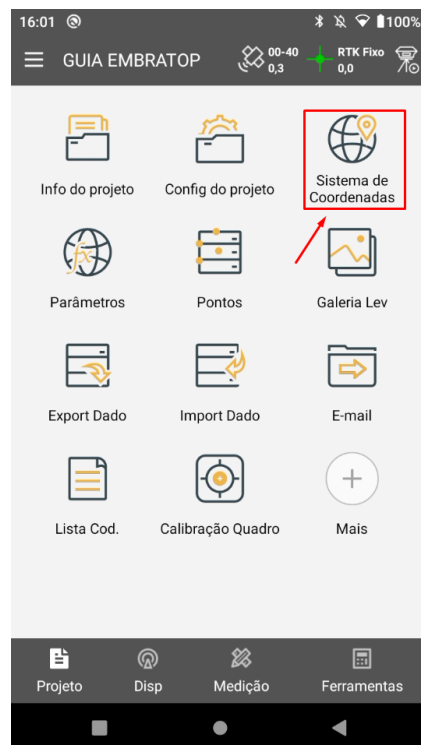 16:01 100%
GUIA EMBRATOP 00-40 RTK Fixo
0,3 0,0
Info do projeto Config do projeto Sistema de
Coordenadas
fx
Parâmetros Pontos Galeria Lev
Export Dado Import Dado E-mail
Lista Cod. Calibração Quadro Mais
Projeto Disp Medição Ferramentas